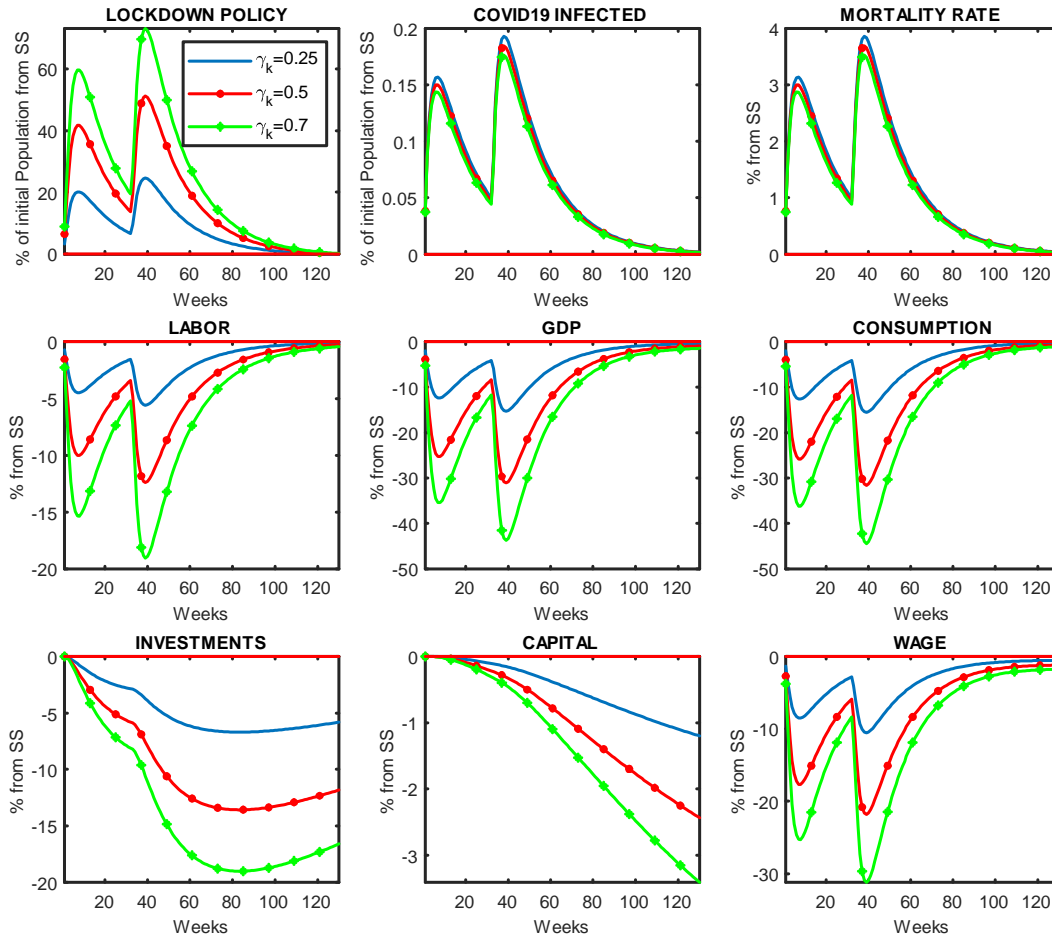 LOCKDOWN POLICY
% of initial Population from SS
60
40
20
0
20 40 60 80 100 120
Weeks
γk=0.25
γk=0.5
γk=0.7
COVID19 INFECTED
% of initial Population from SS
0.2
0.15
0.1
0.05
0
20 40 60 80 100 120
Weeks
MORTALITY RATE
% from SS
4
3
2
1
0
20 40 60 80 100 120
Weeks
LABOR
% from SS
0
-5
-10
-15
-20
20 40 60 80 100 120
Weeks
GDP
% from SS
0
-10
-20
-30
-40
-50
20 40 60 80 100 120
Weeks
CONSUMPTION
% from SS
0
-10
-20
-30
-40
-50
20 40 60 80 100 120
Weeks
INVESTMENTS
% from SS
0
-5
-10
-15
-20
20 40 60 80 100 120
Weeks
CAPITAL
% from SS
0
-1
-2
-3
20 40 60 80 100 120
Weeks
WAGE
% from SS
0
-10
-20
-30
20 40 60 80 100 120
Weeks